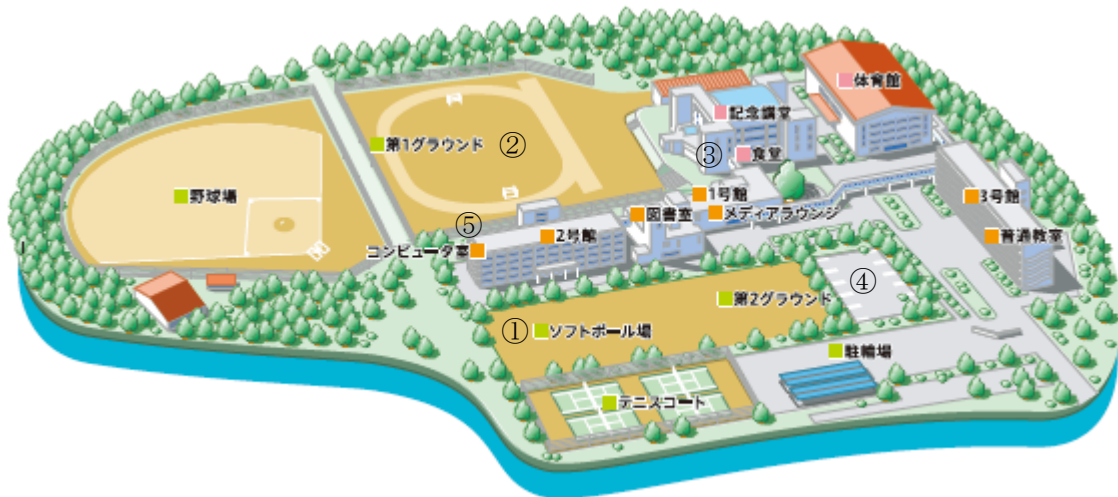 体育館
記念講堂
第1グラウンド
②
③
食堂
野球場
1号館
3号館
図書室
メディアラウンジ
⑤
2号館
普通教室
コンピュータ室
④
第2グラウンド
①
ソフトボール場
駐輪場
テニスコート